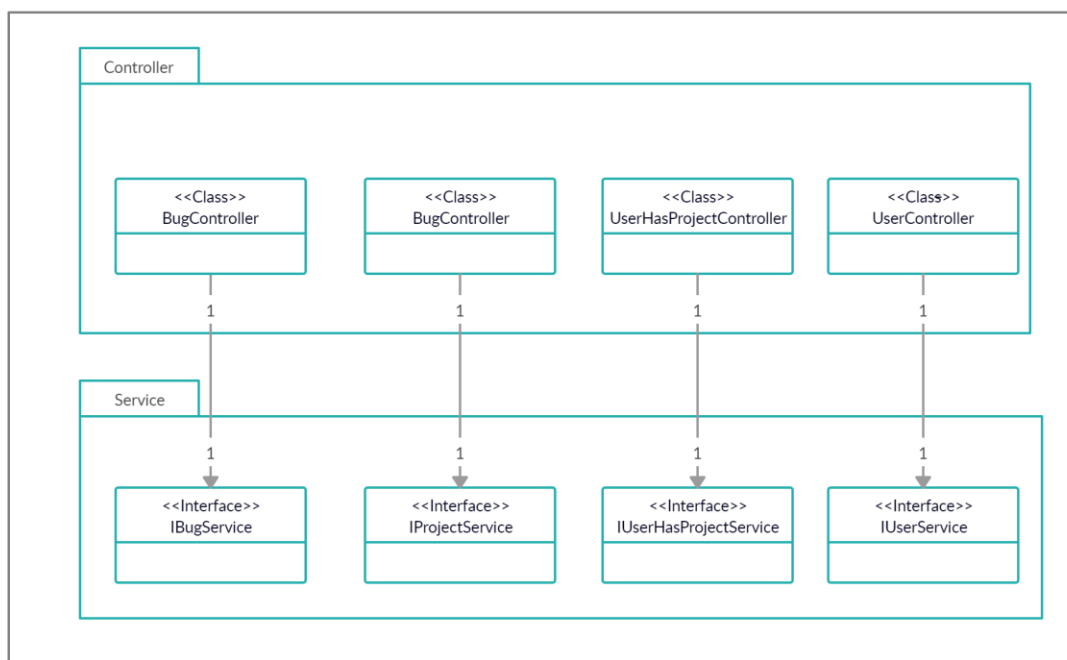 Controller
<<Class>>
BugController
<<Class>>
BugController
<<Class>>
UserHasProjectController
<<Class>>
UserController
1
1
1
1
Service
1
1
1
1
<<Interface>>
IBugService
<<Interface>>
IProjectService
<<Interface>>
IUserHasProjectService
<<Interface>>
IUserService